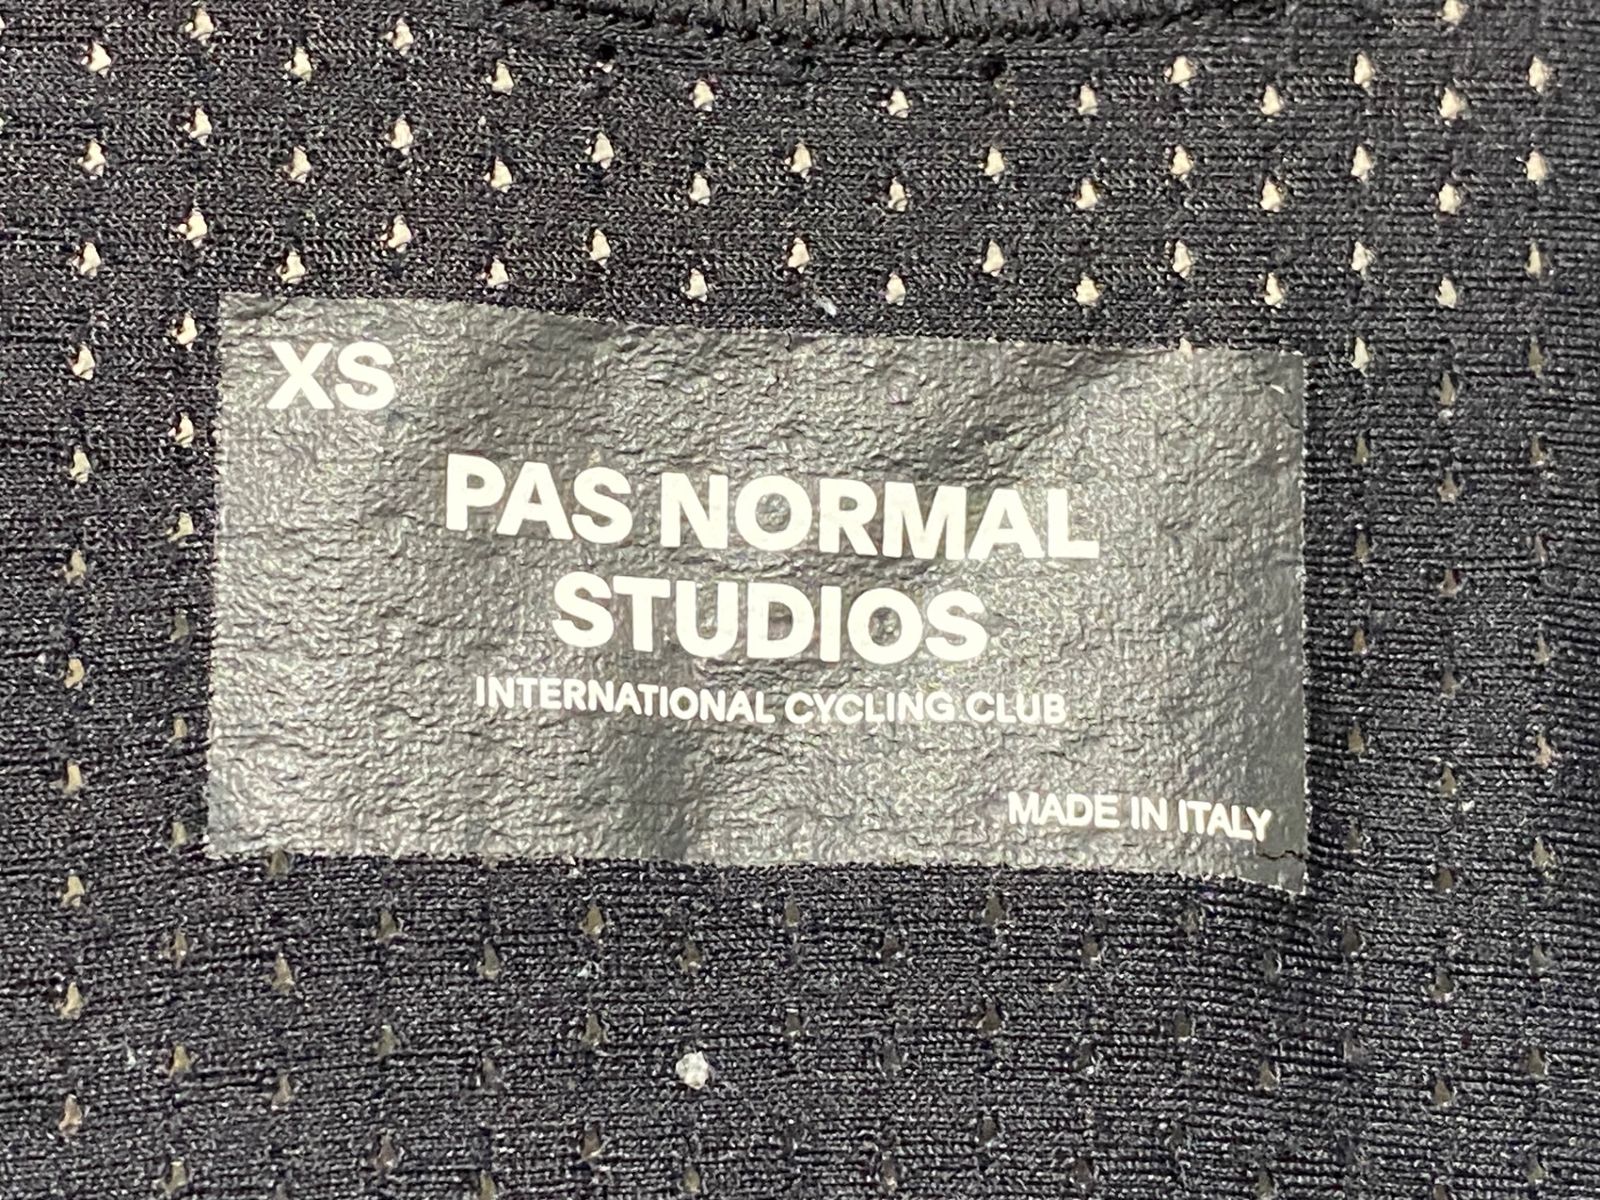 XS
PAS NORMAL
STUDIOS
INTERNATIONAL CYCLING CLUB
MADE IN ITALY